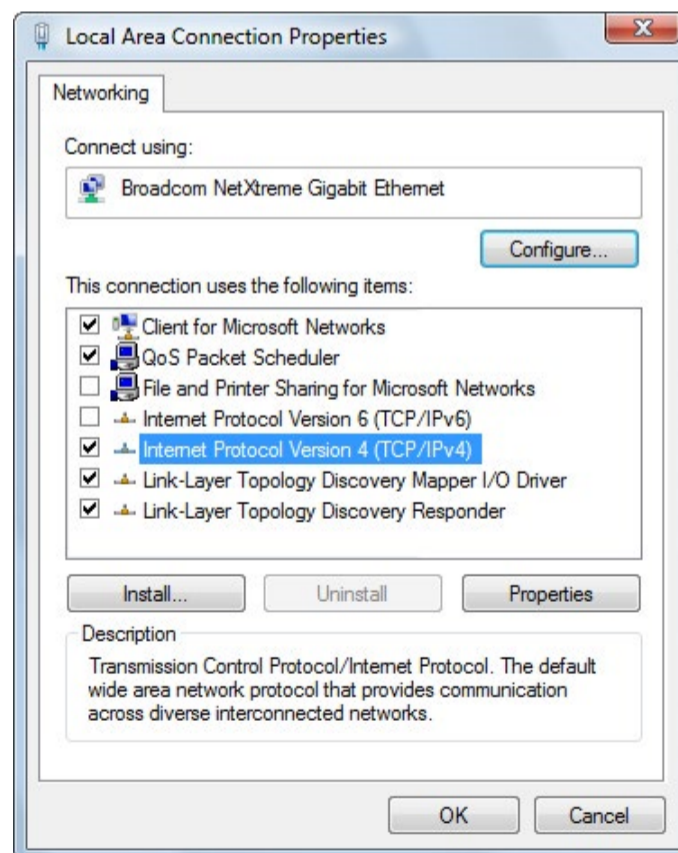 Local Area Connection Properties
Networking
Connect using:
Broadcom NetXtreme Gigabit Ethernet
Configure...
This connection uses the following items:
Client for Microsoft Networks
QoS Packet Scheduler
File and Printer Sharing for Microsoft Networks
Internet Protocol Version 6 (TCP/IPv6)
Internet Protocol Version 4 (TCP/IPv4)
Link-Layer Topology Discovery Mapper I/O Driver
Link-Layer Topology Discovery Responder
Install... Uninstall Properties
Description
Transmission Control Protocol/Internet Protocol. The default
wide area network protocol that provides communication
across diverse interconnected networks.
OK Cancel